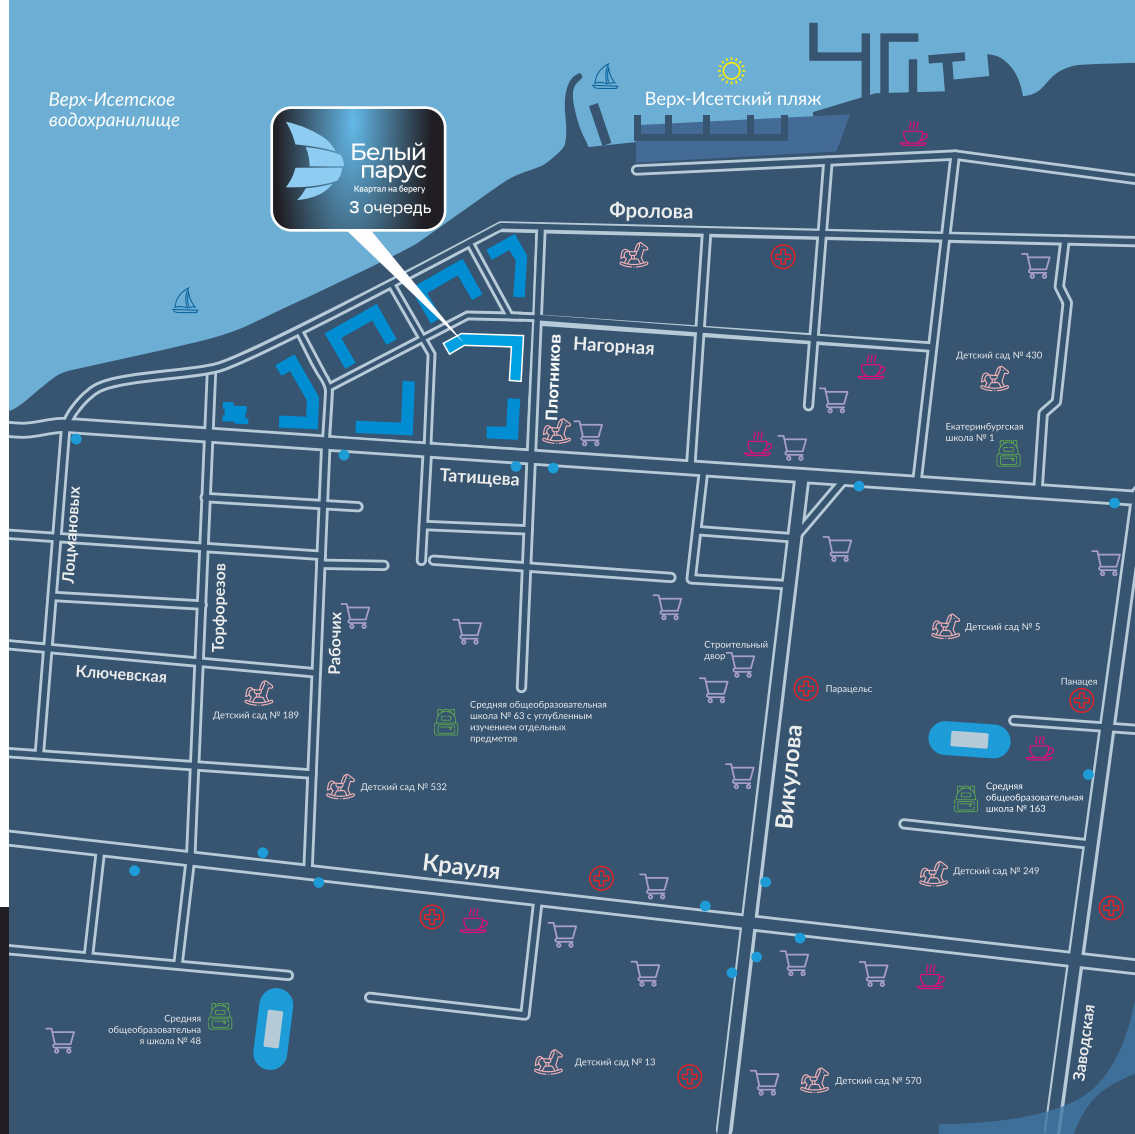 Верх-Исетское
водохранилище
Верх-Исетский пляж
Белый
парус
Квартал на берегу
3 очередь
Фролова
Нагорная
Плотников
Детский сад № 430
Екатеринбургская
школа № 1
Татищева
Лоцмановых
Торфорезов
Рабочих
Ключевская
Детский сад № 189
Детский сад № 5
Строительный
двор
Парацельс
Панацея
Средняя общеобразовательная
школа № 63 с углубленным
изучением отдельных
предметов
Викулова
Детский сад № 532
Средняя
общеобразовательная
школа № 163
Крауля
Детский сад № 249
Средняя
общеобразовательна
я школа № 48
Заводская
Детский сад № 13
Детский сад № 570